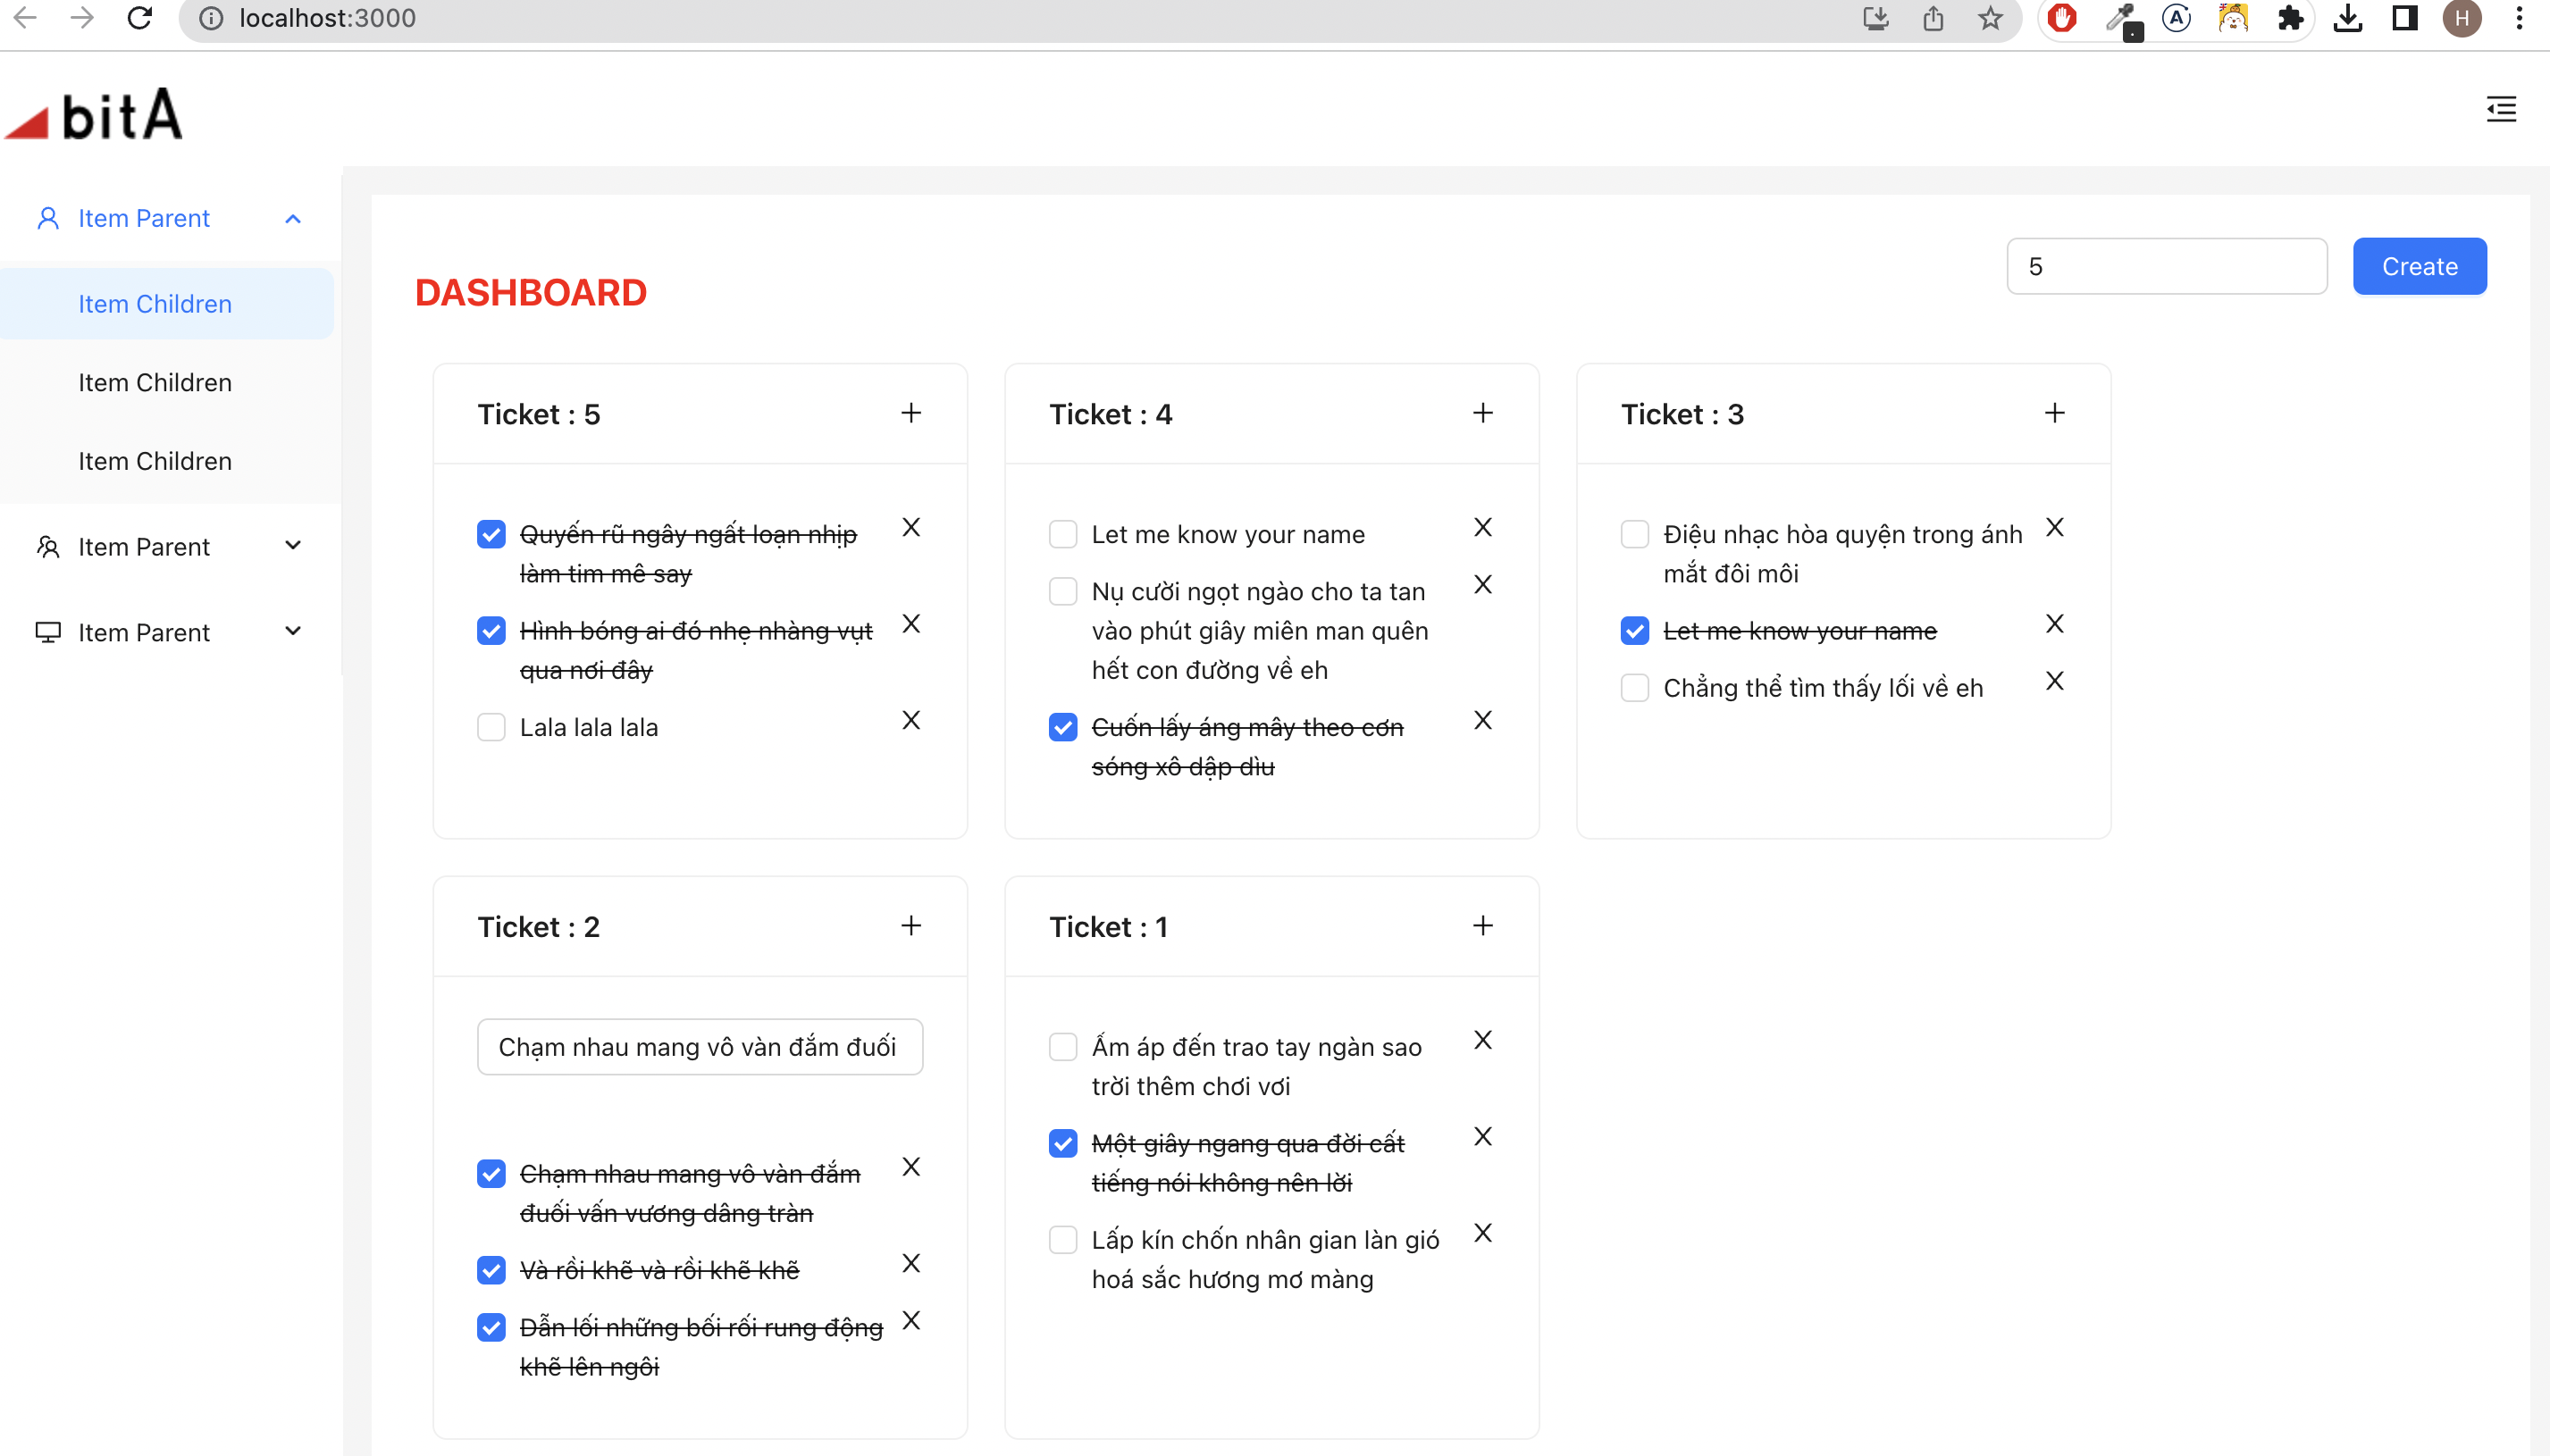 localhost:3000
H
bitA
Item Parent
Item Children
Item Children
Item Children
Item Parent
Item Parent
DASHBOARD
5
Create
Ticket : 5
Quyến rũ ngây ngất loạn nhịp
làm tim mê say
Hình bóng ai đó nhẹ nhàng vụt
qua nơi đây
Lala lala lala
Ticket : 4
Let me know your name
Nụ cười ngọt ngào cho ta tan
vào phút giây miên man quên
hết con đường về eh
Cuốn lấy áng mây theo cơn
sóng xô dập dìu
Ticket : 3
Điệu nhạc hòa quyện trong ánh
mắt đôi môi
Let me know your name
Chẳng thể tìm thấy lối về eh
Ticket : 2
Chạm nhau mang vô vàn đắm đuối
Chạm nhau mang vô vàn đắm
đuối vấn vương dâng tràn
Và rồi khẽ và rồi khẽ khẽ
Dẫn lối những bối rối rung động
khẽ lên ngôi
Ticket : 1
Ấm áp đến trao tay ngàn sao
trời thêm chơi vơi
Một giây ngang qua đời cất
tiếng nói không nên lời
Lấp kín chốn nhân gian làn gió
hoá sắc hương mơ màng